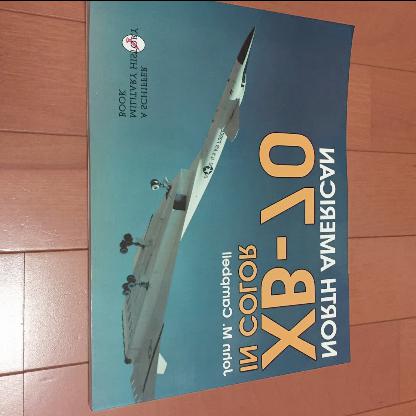 NORTH AMERICAN
XB-70
IN COLOR
John M. Campbell
A SCHIFFER
MILITARY HISTORY
BOOK